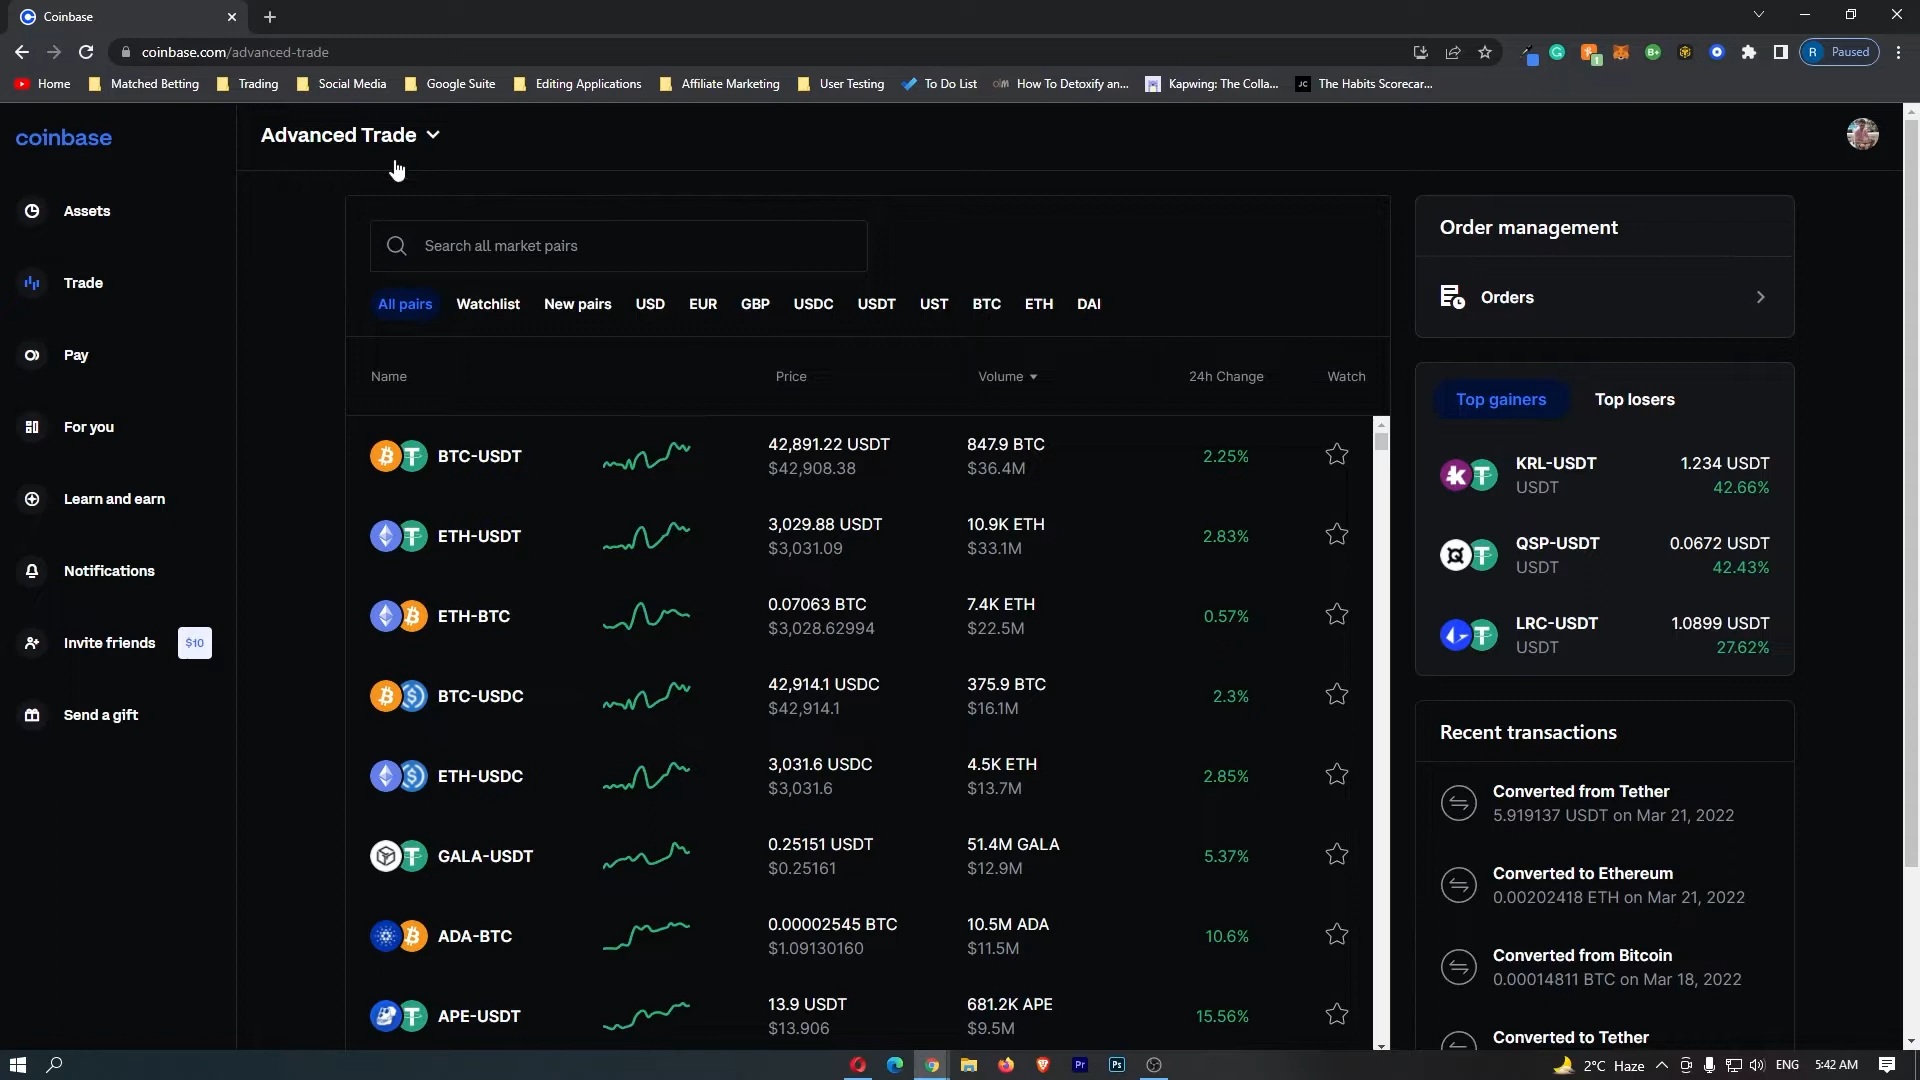 Coinbase
coinbase.com/advanced-trade
R Paused
Home
Matched Betting
Trading
Social Media
Google Suite
Editing Applications
Affiliate Marketing
User Testing
To Do List
How To Detoxify an...
Kapwing: The Colla...
JC The Habits Scorecar...
coinbase
Advanced Trade
Assets
Trade
Pay
For you
Learn and earn
Notifications
Invite friends $10
Send a gift
Search all market pairs
All pairs Watchlist New pairs USD EUR GBP USDC USDT UST BTC ETH DAI
Name Price Volume 24h Change Watch
BTC-USDT 42,891.22 USDT 847.9 BTC 2.25%
$42,908.38 $36.4M
ETH-USDT 3,029.88 USDT 10.9K ETH 2.83%
$3,031.09 $33.1M
ETH-BTC 0.07063 BTC 7.4K ETH 0.57%
$3,028.62994 $22.5M
BTC-USDC 42,914.1 USDC 375.9 BTC 2.3%
$42,914.1 $16.1M
ETH-USDC 3,031.6 USDC 4.5K ETH 2.85%
$3,031.6 $13.7M
GALA-USDT 0.25151 USDT 51.4M GALA 5.37%
$0.25161 $12.9M
ADA-BTC 0.00002545 BTC 10.5M ADA 10.6%
$1.09130160 $11.5M
APE-USDT 13.9 USDT 681.2K APE 15.56%
$13.906 $9.5M
Order management
Orders
Top gainers Top losers
KRL-USDT 1.234 USDT
USDT 42.66%
QSP-USDT 0.0672 USDT
USDT 42.43%
LRC-USDT 1.0899 USDT
USDT 27.62%
Recent transactions
Converted from Tether
5.919137 USDT on Mar 21, 2022
Converted to Ethereum
0.00202418 ETH on Mar 21, 2022
Converted from Bitcoin
0.00014811 BTC on Mar 18, 2022
Converted to Tether
Pr
Ps
2°C Haze
ENG
5:42 AM